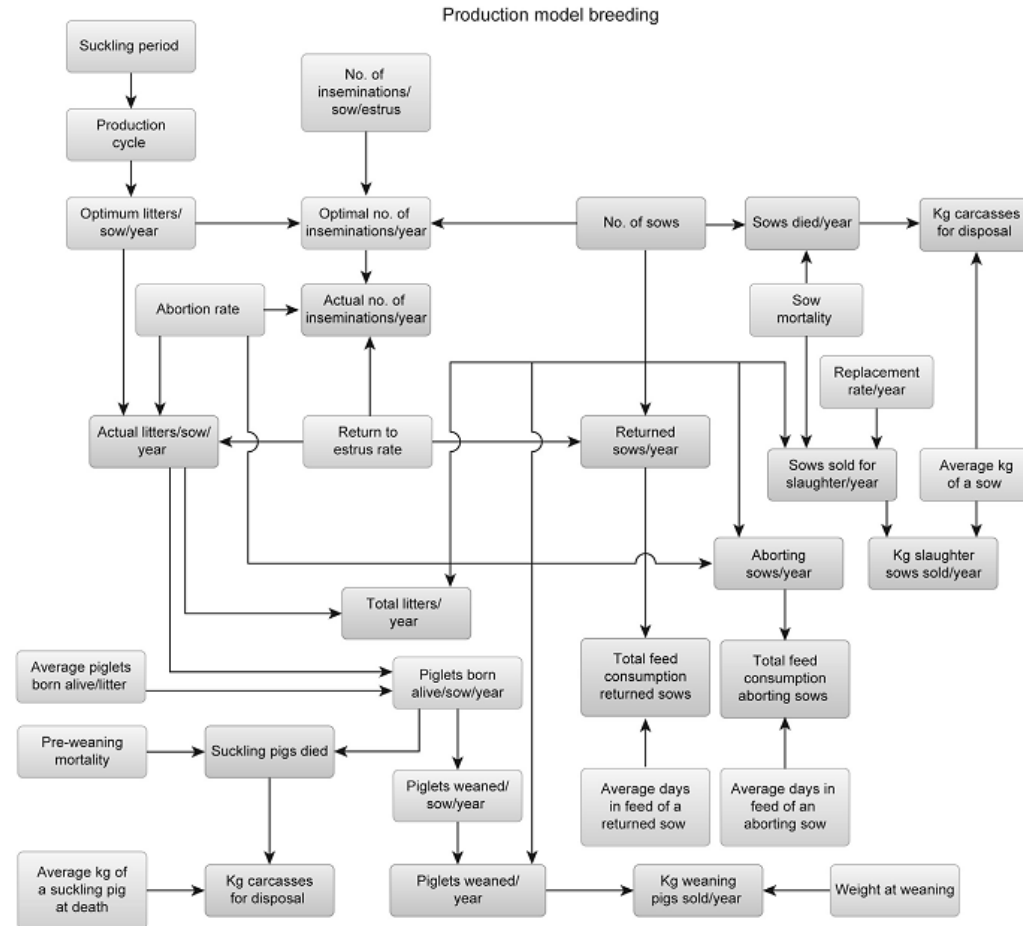 Production model breeding
Suckling period
No. of
inseminations/
sow/estrus
Production
cycle
Optimum litters/
sow/year
Optimal no. of
inseminations/year
No. of sows
Sows died/year
Kg carcasses
for disposal
Abortion rate
Actual no. of
inseminations/year
Sow
mortality
Replacement
rate/year
Actual litters/sow/
year
Return to
estrus rate
Returned
sows/year
Sows sold for
slaughter/year
Average kg
of a sow
Aborting
sows/year
Kg slaughter
sows sold/year
Total litters/
year
Average piglets
born alive/litter
Piglets born
alive/sow/year
Total feed
consumption
returned sows
Total feed
consumption
aborting sows
Pre-weaning
mortality
Suckling pigs died
Piglets weaned/
sow/year
Average days
in feed of a
returned sow
Average days in
feed of an
aborting sow
Average kg of
a suckling pig
at death
Kg carcasses
for disposal
Piglets weaned/
year
Kg weaning
pigs sold/year
Weight at weaning